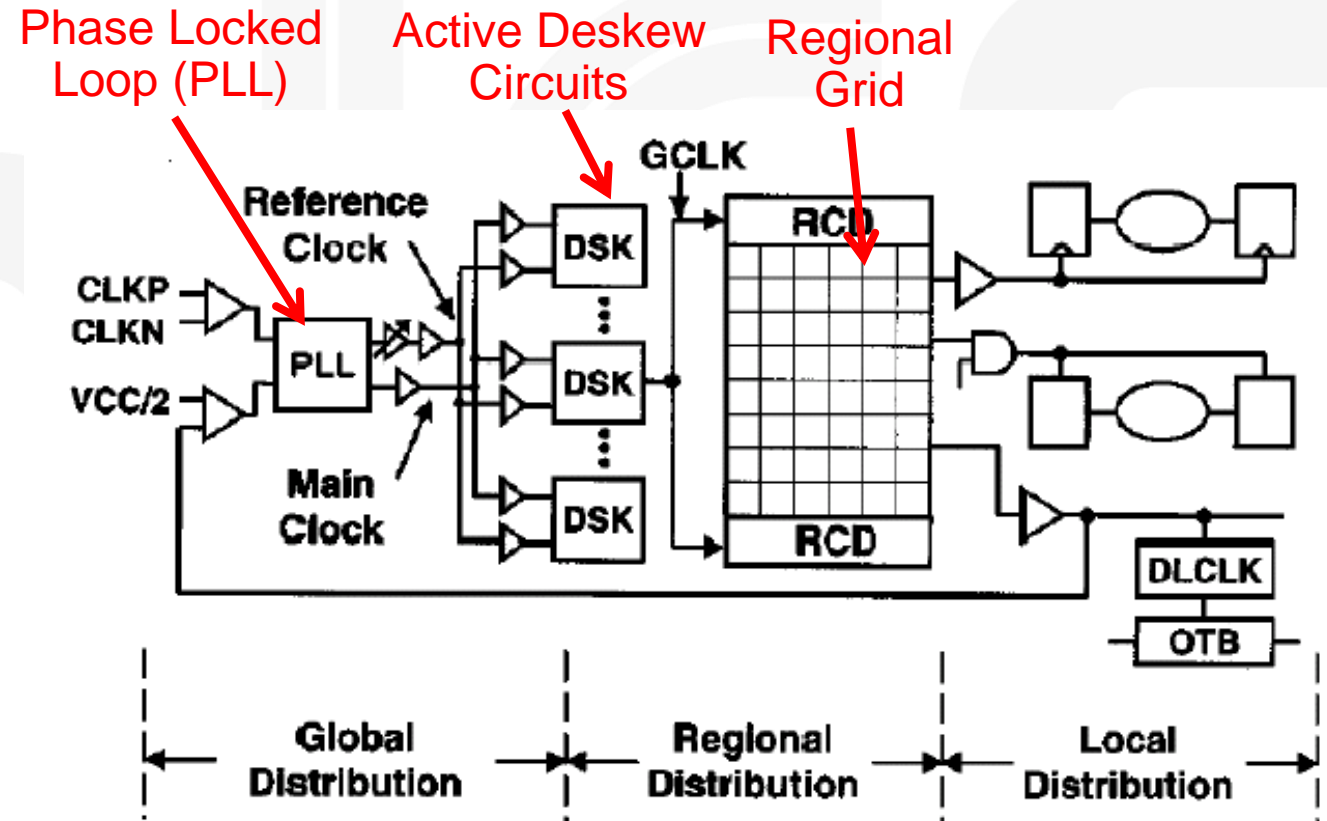 Phase Locked
Loop (PLL)
Active Deskew
Circuits
Regional
Grid
GCLK
Reference
Clock
RCD
DSK
CLKP
CLKN
PLL
DSK
VCC/2
Main
Clock
DSK
RCD
DLCLK
OTB
Global
Distribution
Regional
Distribution
Local
Distribution